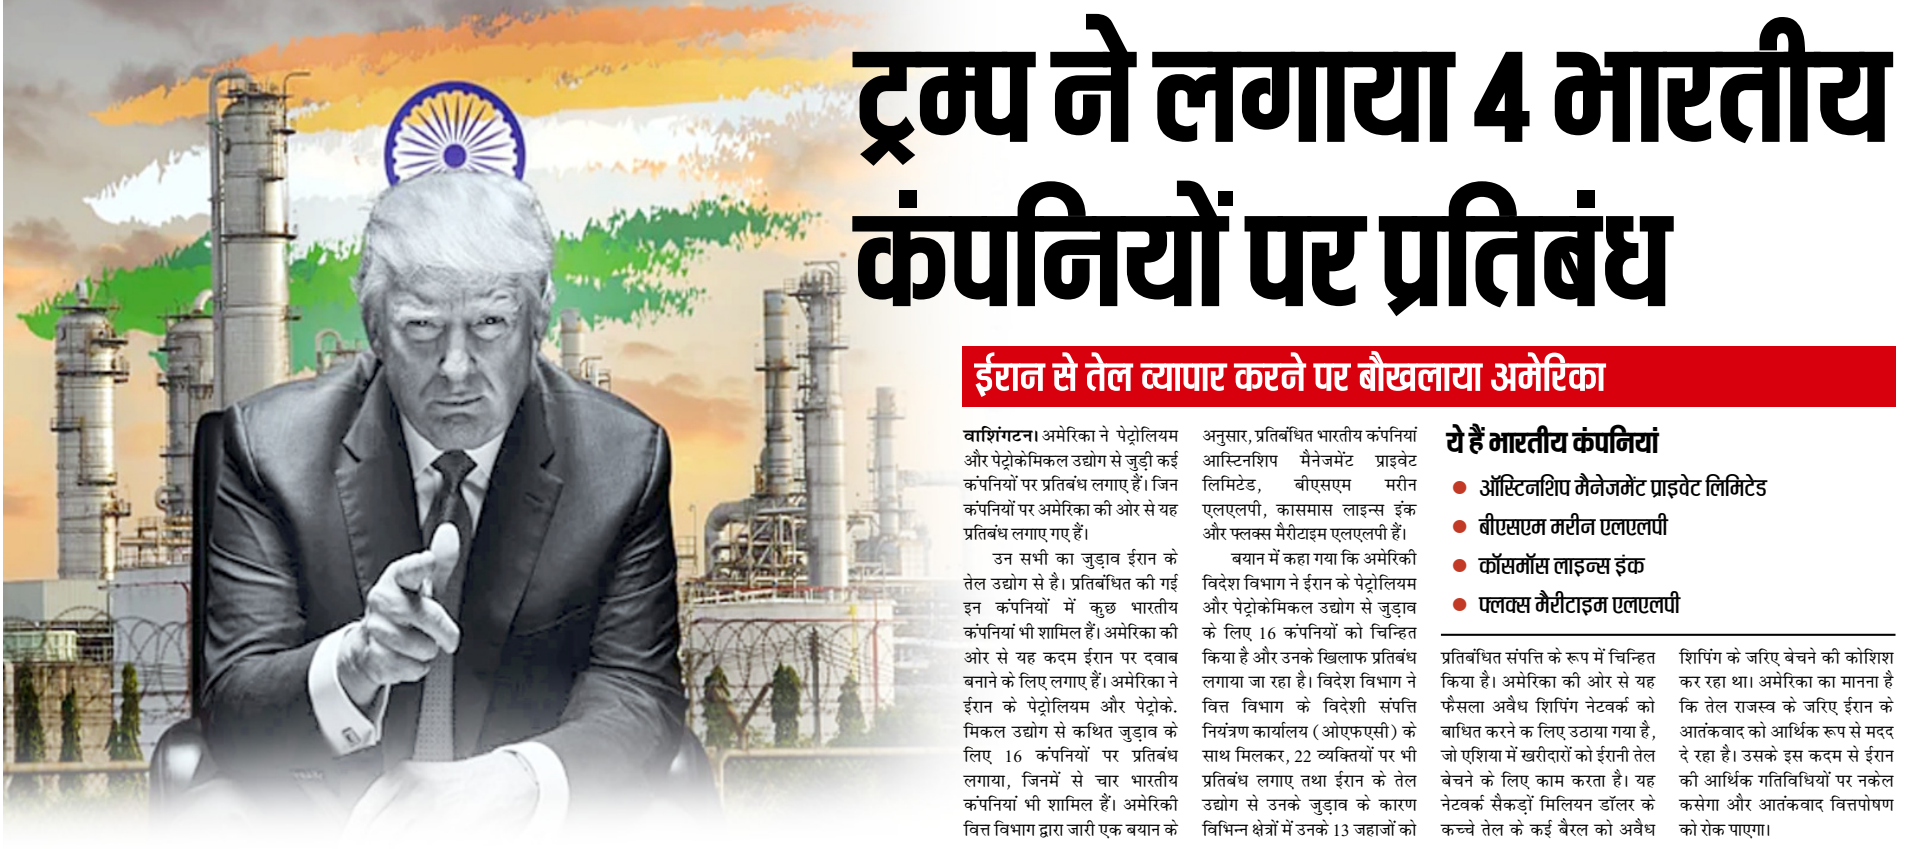 ट्रम्प ने लगाया 4 भारतीय
कंपनियों पर प्रतिबंध
ईरान से तेल व्यापार करने पर बौखलाया अमेरिका
वाशिंगटन। अमेरिका ने पेट्रोलियम
और पेट्रोकेमिकल उद्योग से जुड़ी कई
कंपनियों पर प्रतिबंध लगाए हैं। जिन
कंपनियों पर अमेरिका की ओर से यह
प्रतिबंध लगाए गए हैं।
उन सभी का जुड़ाव ईरान के
तेल उद्योग से है। प्रतिबंधित की गई
इन कंपनियों में कुछ भारतीय
कंपनियां भी शामिल हैं। अमेरिका की
ओर से यह कदम ईरान पर दवाब
बनाने के लिए लगाए हैं। अमेरिका ने
ईरान के पेट्रोलियम और पेट्रोके.
मिकल उद्योग से कथित जुड़ाव के
लिए 16 कंपनियों पर प्रतिबंध
लगाया, जिनमें से चार भारतीय
कंपनियां भी शामिल हैं। अमेरिकी
वित्त विभाग द्वारा जारी एक बयान के
अनुसार, प्रतिबंधित भारतीय कंपनियां
आस्टिनशिप मैनेजमेंट प्राइवेट
लिमिटेड, बीएसएम मरीन
एलएलपी, कासमास लाइन्स इंक
और फ्लक्स मैरीटाइम एलएलपी हैं।
बयान में कहा गया कि अमेरिकी
विदेश विभाग ने ईरान के पेट्रोलियम
और पेट्रोकेमिकल उद्योग से जुड़ाव
के लिए 16 कंपनियों को चिन्हित
किया है और उनके खिलाफ प्रतिबंध
लगाया जा रहा है। विदेश विभाग ने
वित्त विभाग के विदेशी संपत्ति
नियंत्रण कार्यालय (ओएफएसी) के
साथ मिलकर, 22 व्यक्तियों पर भी
प्रतिबंध लगाए तथा ईरान के तेल
उद्योग से उनके जुड़ाव के कारण
विभिन्न क्षेत्रों में उनके 13 जहाजों को
ये हैं भारतीय कंपनियां
● ऑस्टिनशिप मैनेजमेंट प्राइवेट लिमिटेड
● बीएसएम मरीन एलएलपी
● कॉसमॉस लाइन्स इंक
● फ्लक्स मैरीटाइम एलएलपी
प्रतिबंधित संपत्ति के रूप में चिन्हित
किया है। अमेरिका की ओर से यह
फैसला अवैध शिपिंग नेटवर्क को
बाधित करने क लिए उठाया गया है,
जो एशिया में खरीदारों को ईरानी तेल
बेचने के लिए काम करता है। यह
नेटवर्क सैकड़ों मिलियन डॉलर के
कच्चे तेल के कई बैरल को अवैध
शिपिंग के जरिए बेचने की कोशिश
कर रहा था। अमेरिका का मानना है
कि तेल राजस्व के जरिए ईरान के
आतंकवाद को आर्थिक रूप से मदद
दे रहा है। उसके इस कदम से ईरान
की आर्थिक गतिविधियों पर नकेल
कसेगा और आतंकवाद वित्तपोषण
को रोक पाएगा।